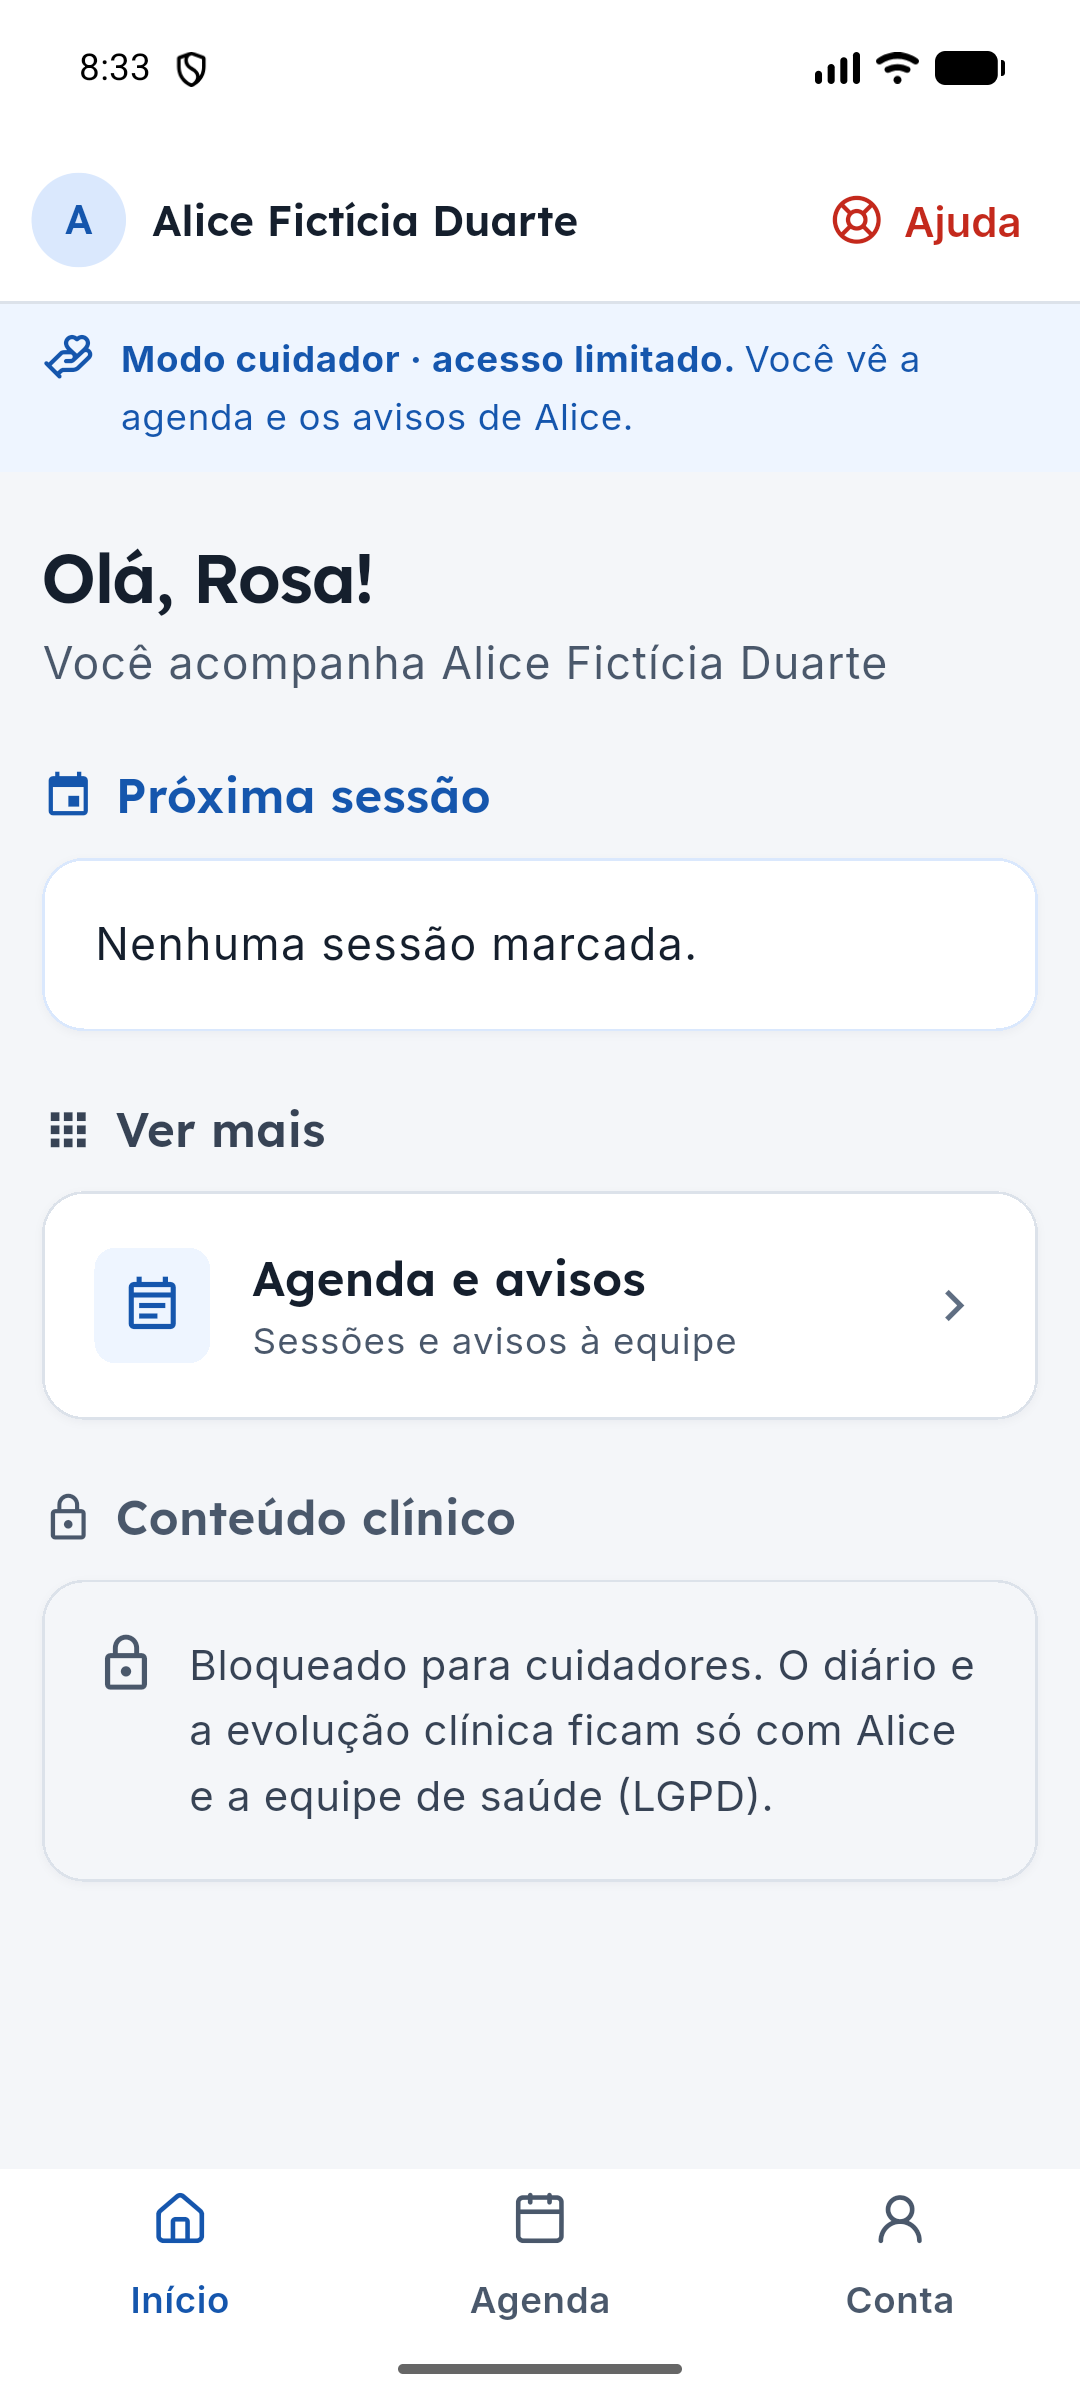 8:33
A
Alice Fictícia Duarte
Ajuda
Modo cuidador · acesso limitado. Você vê a
agenda e os avisos de Alice.
Olá, Rosa!
Você acompanha Alice Fictícia Duarte
Próxima sessão
Nenhuma sessão marcada.
Ver mais
Agenda e avisos
Sessões e avisos à equipe
Conteúdo clínico
Bloqueado para cuidadores. O diário e
a evolução clínica ficam só com Alice
e a equipe de saúde (LGPD).
Início
Agenda
Conta